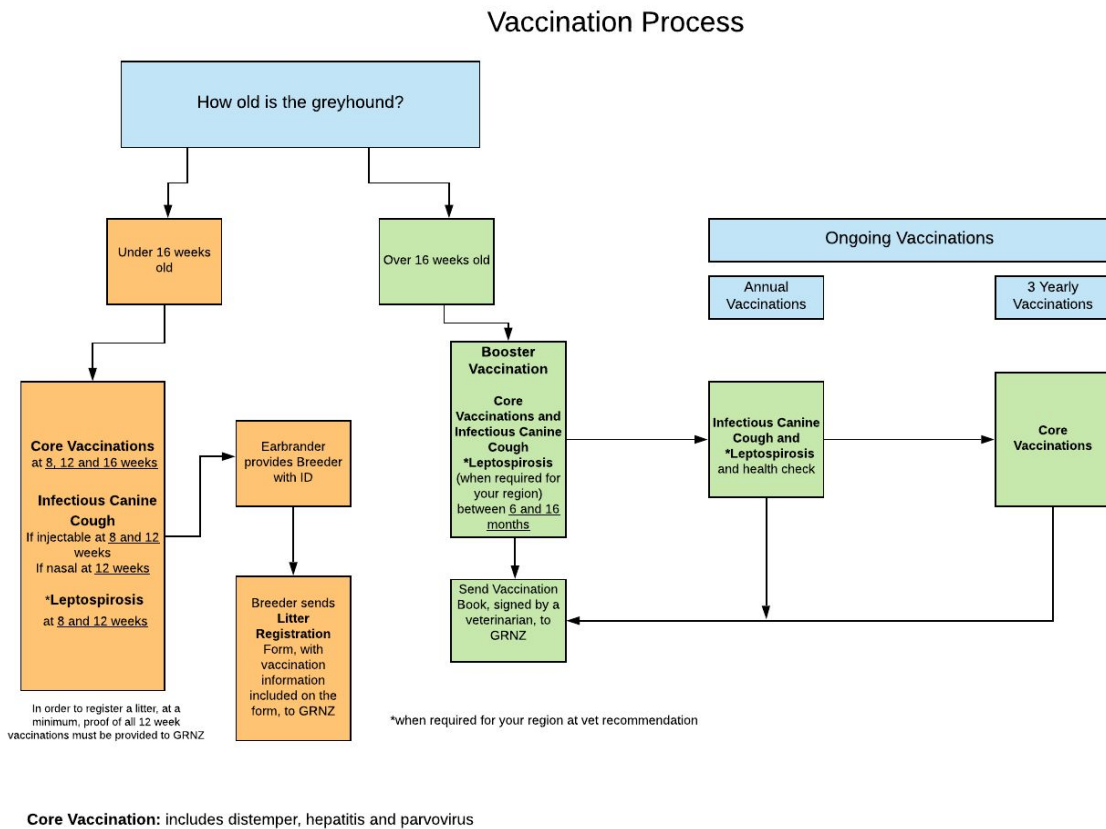 Vaccination Process
How old is the greyhound?
Under 16 weeks
old
Over 16 weeks old
Ongoing Vaccinations
Annual
Vaccinations
3 Yearly
Vaccinations
Core Vaccinations
at 8, 12 and 16 weeks
Infectious Canine
Cough
If injectable at 8 and 12
weeks
If nasal at 12 weeks
*Leptospirosis
at 8 and 12 weeks
Earbrander
provides Breeder
with ID
Breeder sends
Litter
Registration
Form, with
vaccination
information
included on the
form, to GRNZ
Booster
Vaccination
Core
Vaccinations and
Infectious Canine
Cough
*Leptospirosis
(when required for
your region)
between 6 and 16
months
Send Vaccination
Book, signed by a
veterinarian, to
GRNZ
Infectious Canine
Cough and
*Leptospirosis
and health check
Core
Vaccinations
In order to register a litter, at a
minimum, proof of all 12 week
vaccinations must be provided to GRNZ
*when required for your region at vet recommendation
Core Vaccination: includes distemper, hepatitis and parvovirus